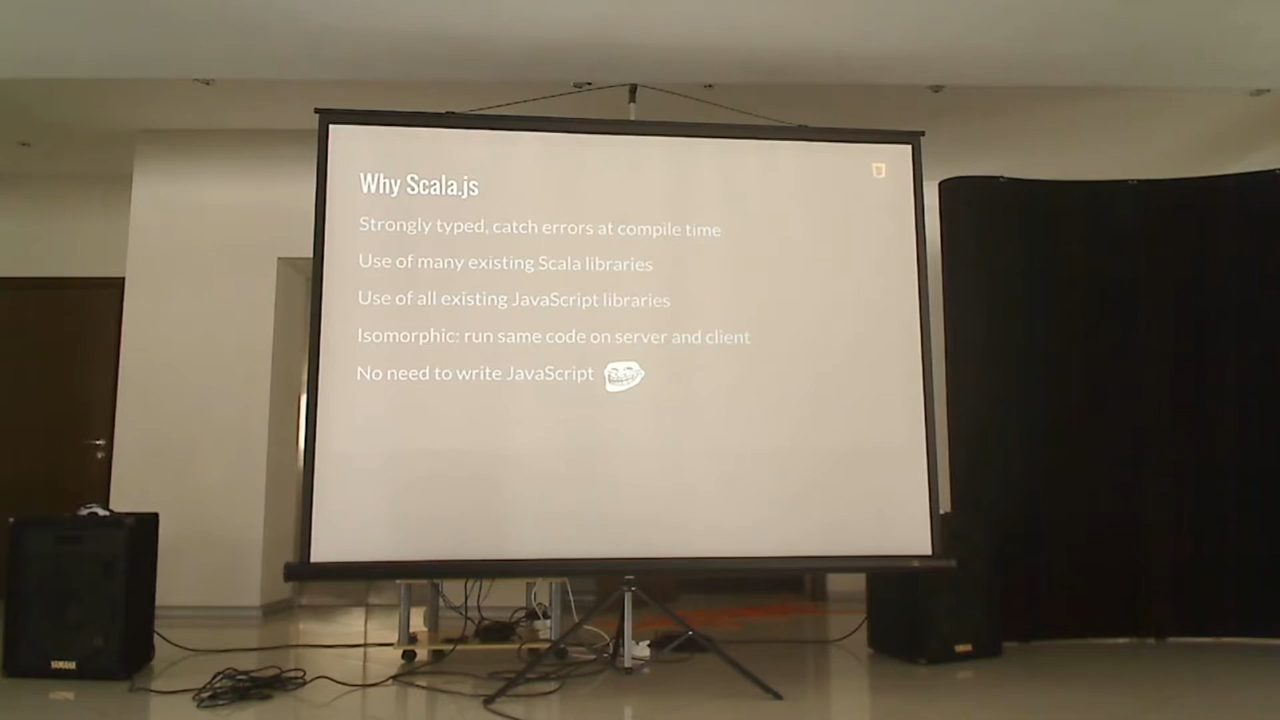 Why Scala.js
Strongly typed, catch errors at compile time
Use of many existing Scala libraries
Use of all existing JavaScript libraries
Isomorphic: run same code on server and client
No need to write JavaScript
YAMAHA